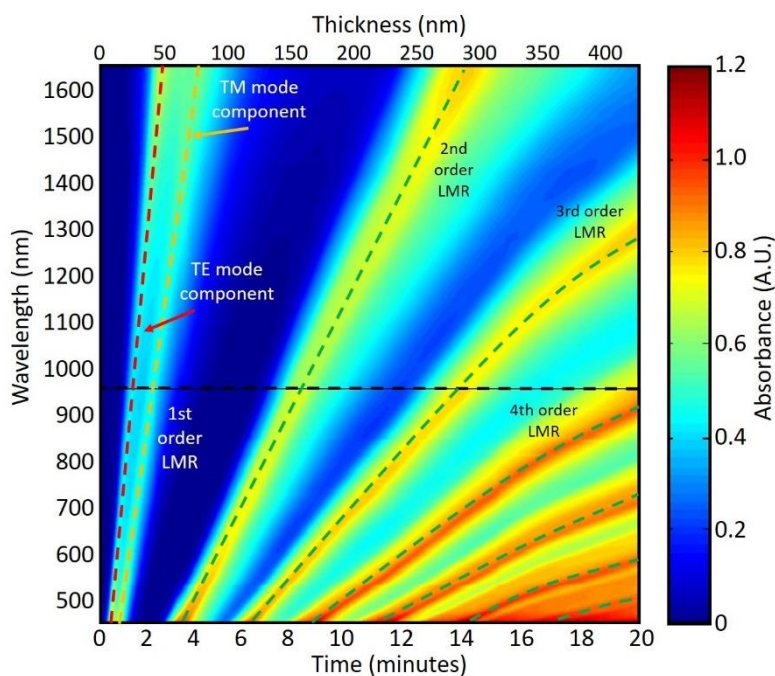 Thickness (nm)
0 50 100 150 200 250 300 350 400
1600
1500
1400
1300
1200
1100
1000
900
800
700
600
500
Wavelength (nm)
TM mode
component
TE mode
component
1st
order
LMR
2nd
order
LMR
3rd order
LMR
4th order
LMR
0 2 4 6 8 10 12 14 16 18 20
Time (minutes)
1.2
1.0
0.8
0.6
0.4
0.2
0
Absorbance (A.U.)